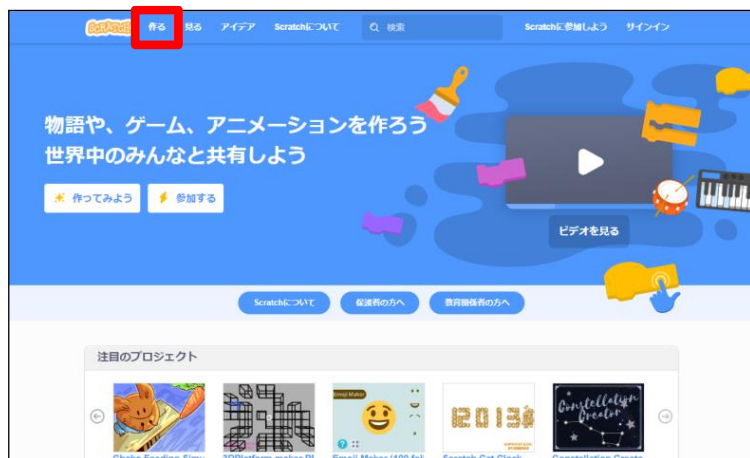 SCRATCH 作る 見る アイデア Scratchについて 検索 Scratchに参加しよう サインイン
物語や、ゲーム、アニメーションを作ろう
世界中のみんなと共有しよう
作ってみよう 参加する
ビデオを見る
Scratchについて 保護者の方へ 教育関係者の方へ
注目のプロジェクト
Emoji Maker
Constellation
Creator